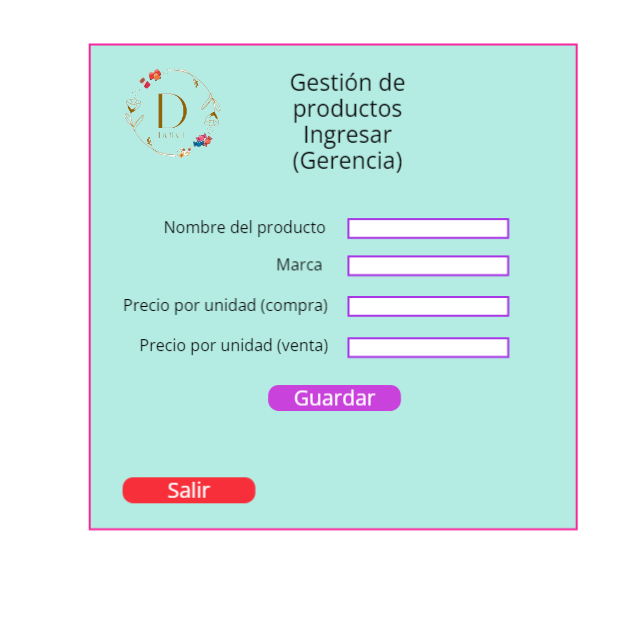 D
Gestión de
productos
Ingresar
(Gerencia)
Nombre del producto
Marca
Precio por unidad (compra)
Precio por unidad (venta)
Guardar
Salir